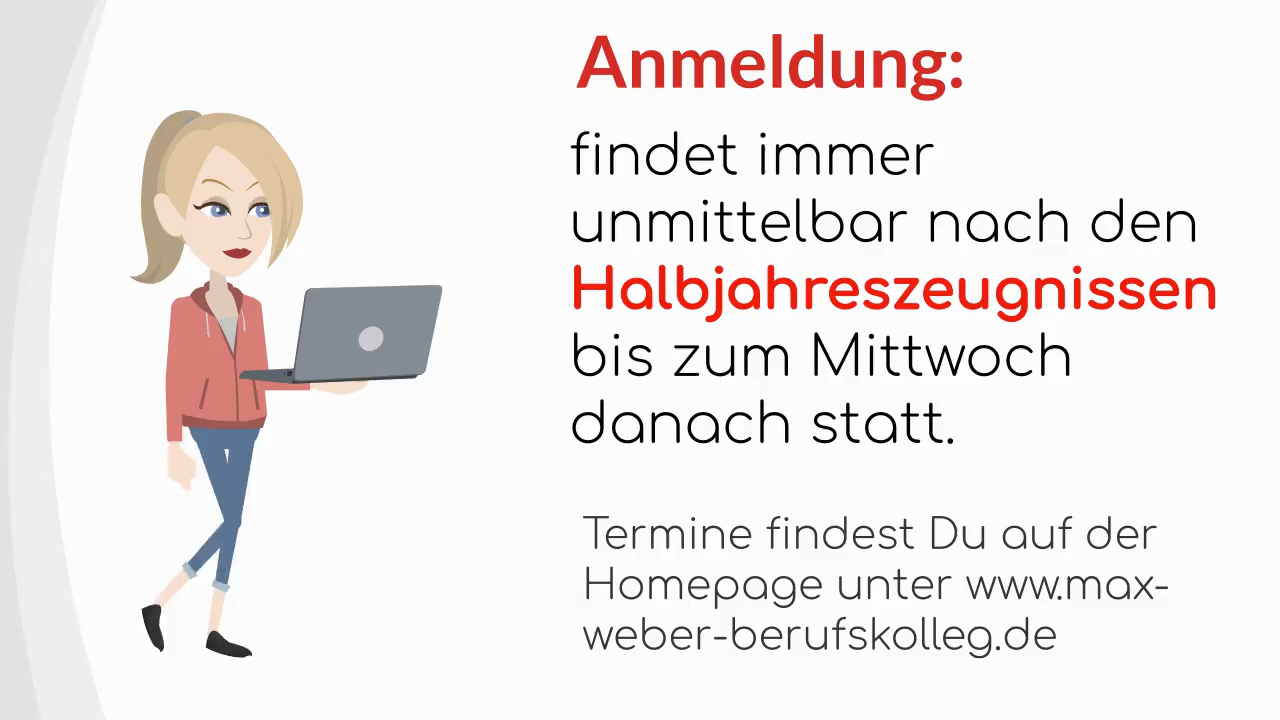 Anmeldung:
findet immer
unmittelbar nach den
Halbjahreszeugnissen
bis zum Mittwoch
danach statt.
Termine findest Du auf der
Homepage unter www.max-
weber-berufskolleg.de